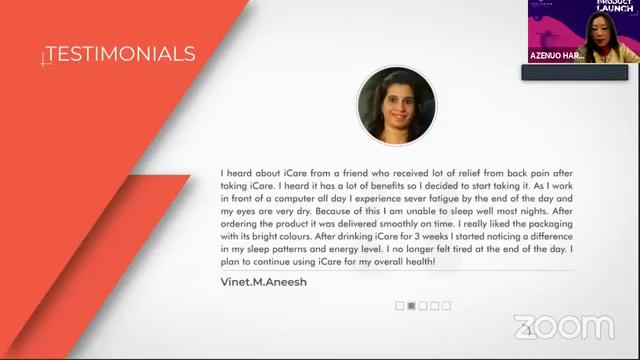 TESTIMONIALS
PRODUCT
LAUNCH
AZENUO HAR...
I heard about iCare from a friend who received lot of relief from back pain after
taking iCare. I heard it has a lot of benefits so I decided to start taking it. As I work
in front of a computer all day I experience sever fatigue by the end of the day and
my eyes are very dry. Because of this I am unable to sleep well most nights. After
ordering the product it was delivered smoothly on time. I really liked the packaging
with its bright colours. After drinking iCare for 3 weeks I started noticing a difference
in my sleep patterns and energy level. I no longer felt tired at the end of the day. I
plan to continue using iCare for my overall health!
Vinet.M.Aneesh
zoom